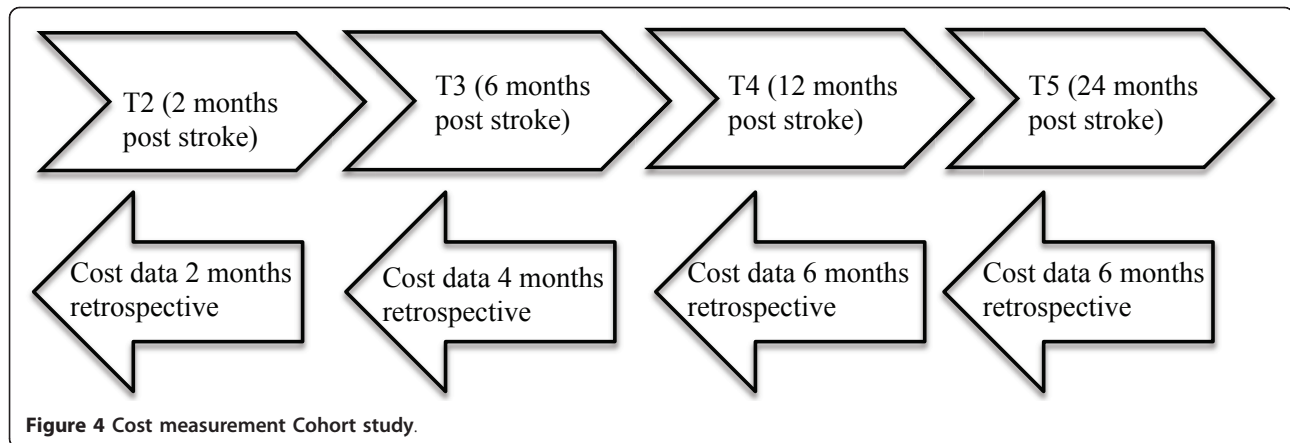 T2 (2 months
post stroke)
T3 (6 months
post stroke)
T4 (12 months
post stroke)
T5 (24 months
post stroke)
Cost data 2 months
retrospective
Cost data 4 months
retrospective
Cost data 6 months
retrospective
Cost data 6 months
retrospective
Figure 4 Cost measurement Cohort study.